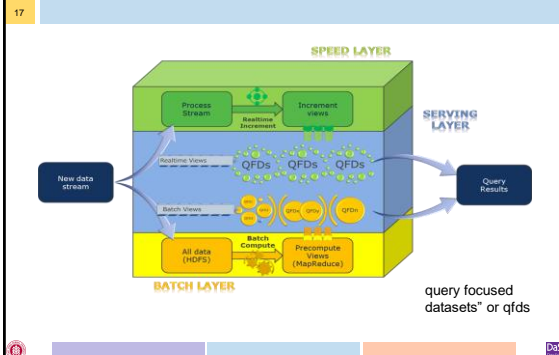 17
SPEED LAYER
Process
Stream
Realtime
Increment
Increment
views
SERVING
LAYER
New data
stream
Realtime Views
QFDs
QFDs
QFDs
Query
Results
Batch Views
QFDn
All data
(HDFS)
Batch
Compute
Precompute
Views
(MapReduce)
BATCH LAYER
query focused
datasets" or qfds